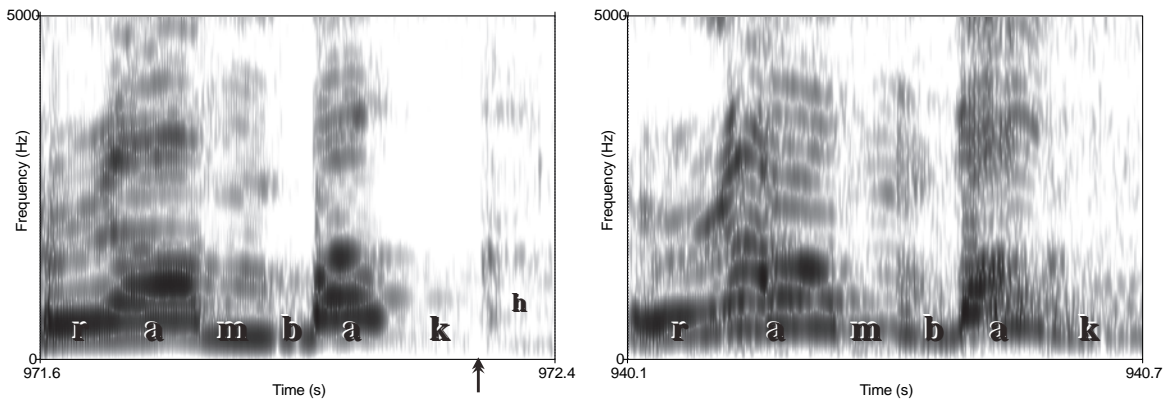 5000
Frequency (Hz)
0
r a m b a k h
971.6 972.4
Time (s)
5000
Frequency (Hz)
0
r a m b a k
940.1 940.7
Time (s)